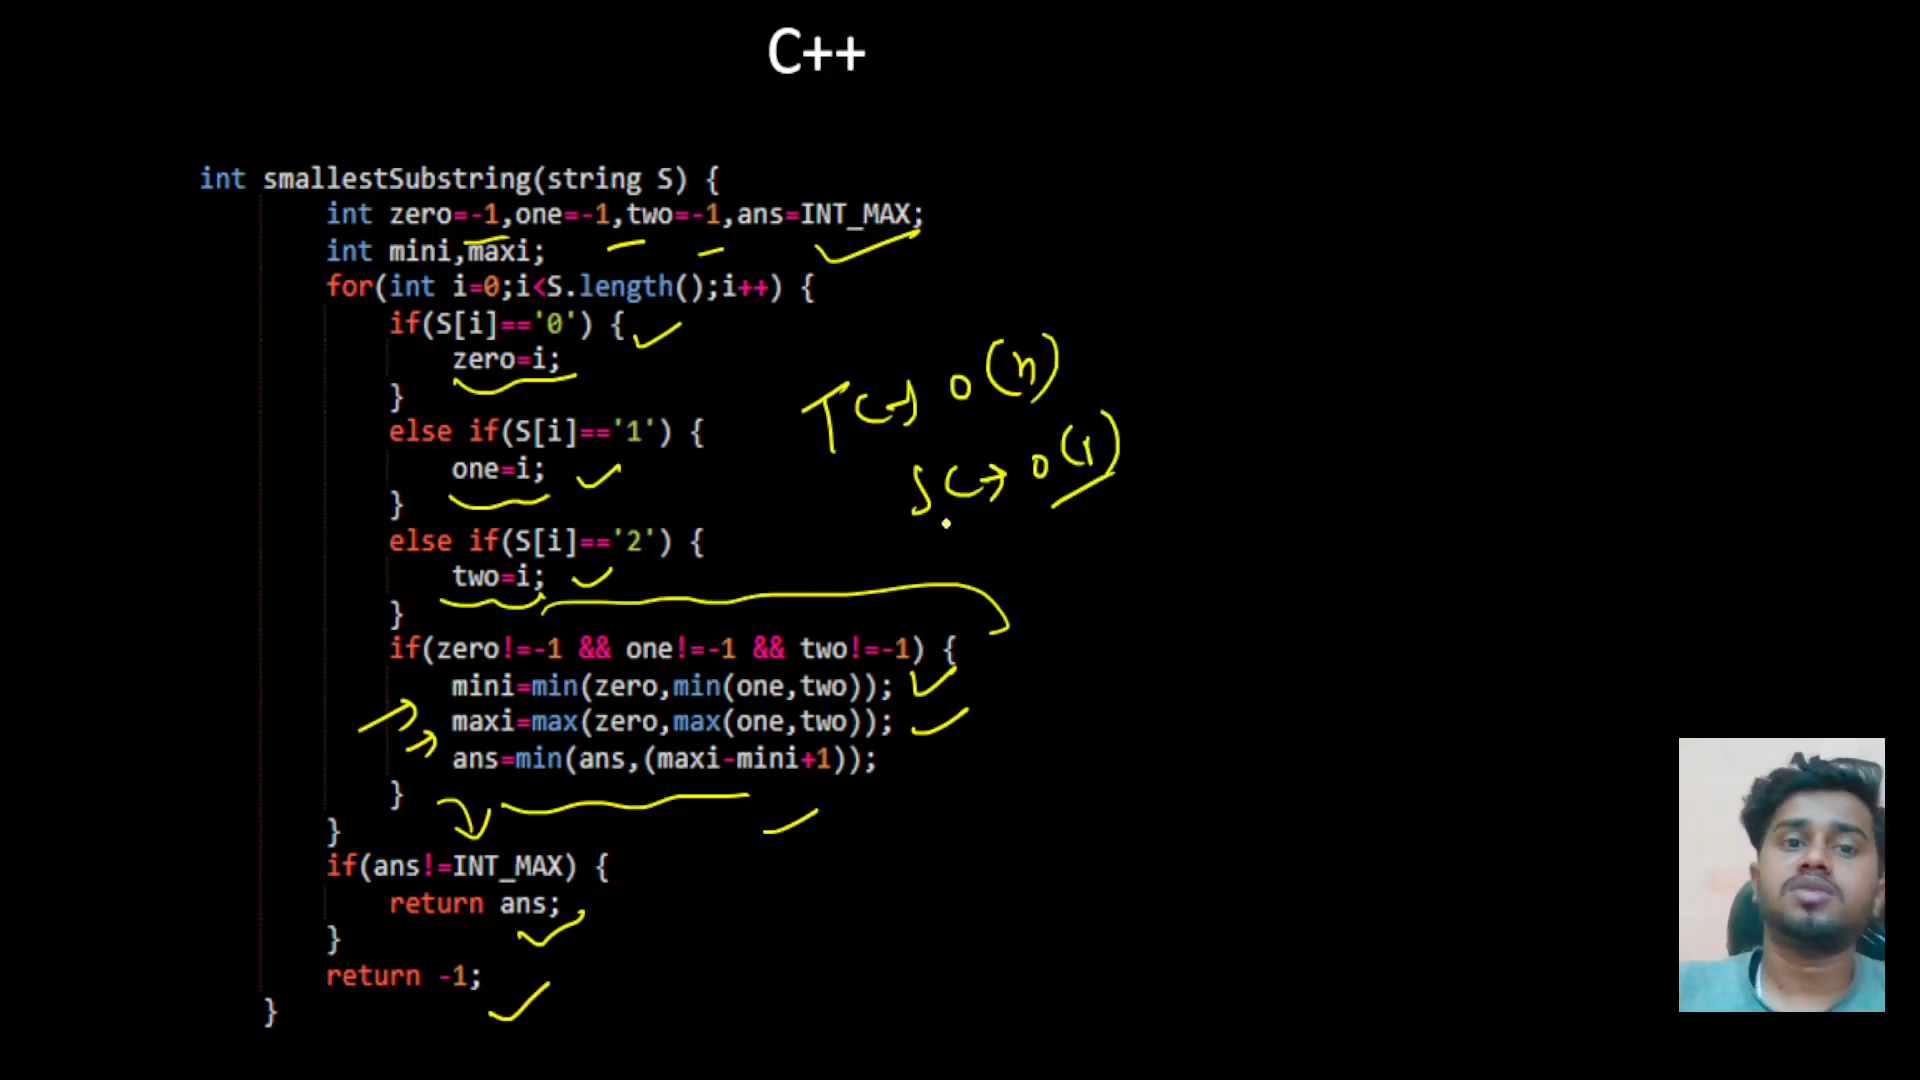 C++
int smallestSubstring(string S) {
int zero=-1,one=-1,two=-1,ans=INT_MAX;
int mini,maxi;
for(int i=0;i<S.length();i++) {
if(S[i]=='0') {
zero=i;
}
else if(S[i]=='1') {
one=i;
}
else if(S[i]=='2') {
two=i;
}
if(zero!=-1 && one!=-1 && two!=-1) {
mini=min(zero,min(one,two));
maxi=max(zero,max(one,two));
ans=min(ans,(maxi-mini+1));
}
}
if(ans!=INT_MAX) {
return ans;
}
return -1;
}
TC→ O(n)
SC→ O(1)